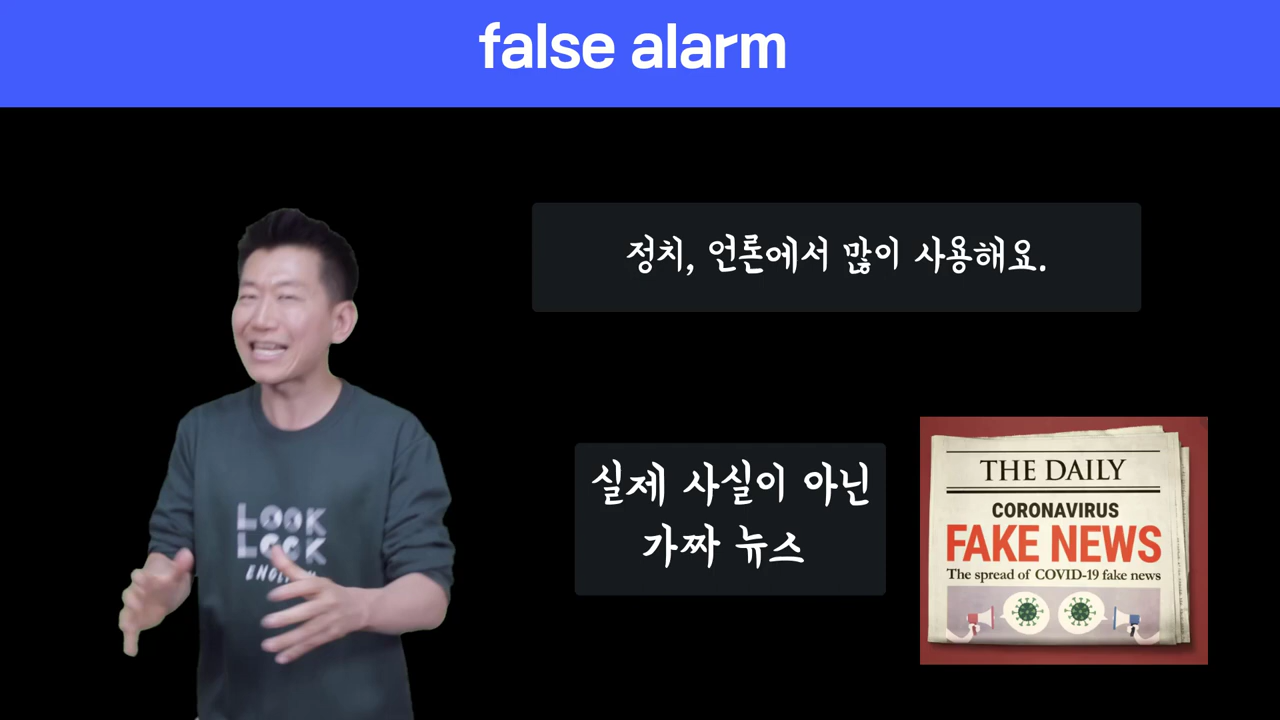 false alarm
정치, 언론에서 많이 사용해요.
실제 사실이 아닌
가짜 뉴스
LOOK
LOOK
THE DAILY
CORONAVIRUS
FAKE NEWS
The spread of COVID-19 fake news